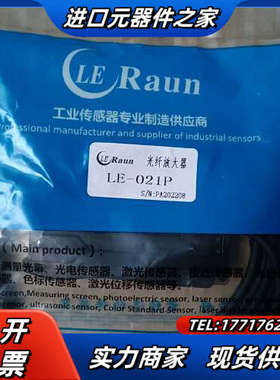 进口元器件之家
LE Raun
工业传感器专业制造供应商
Professional manufacturer and supplier of industrial sensors
LE Raun 光纤放大器
LE-021P
S/N:PA202208
(Main product):
测量光幕、光电传感器、激光传感器、
色标传感器、激光位移传感器等.
screen,Measuring screen, photoelectric sensor, laser sensor
sensor, ultrasonic sensor, Color Standard Sensor, laser
开
票
TEL:1771762
实力商家 现货供